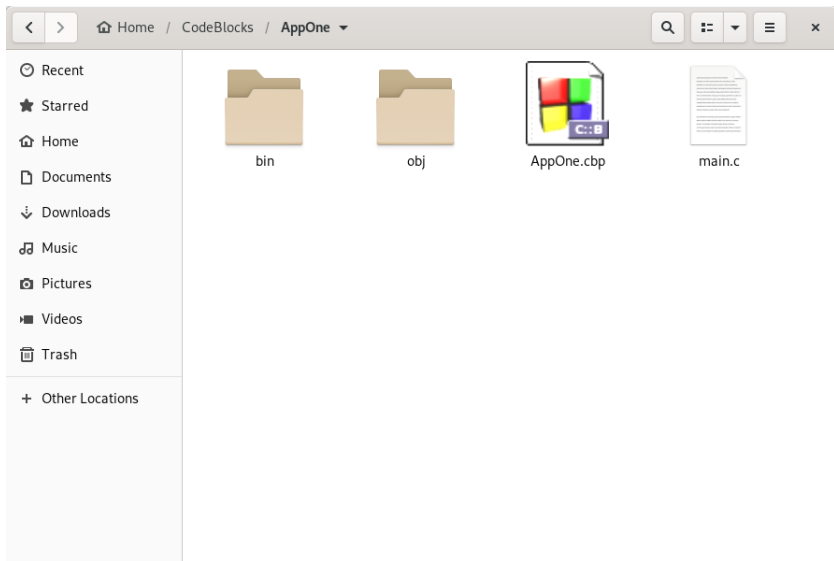 Home / CodeBlocks / AppOne
Recent
Starred
Home
Documents
Downloads
Music
Pictures
Videos
Trash
Other Locations
C::B
bin
obj
AppOne.cbp
main.c